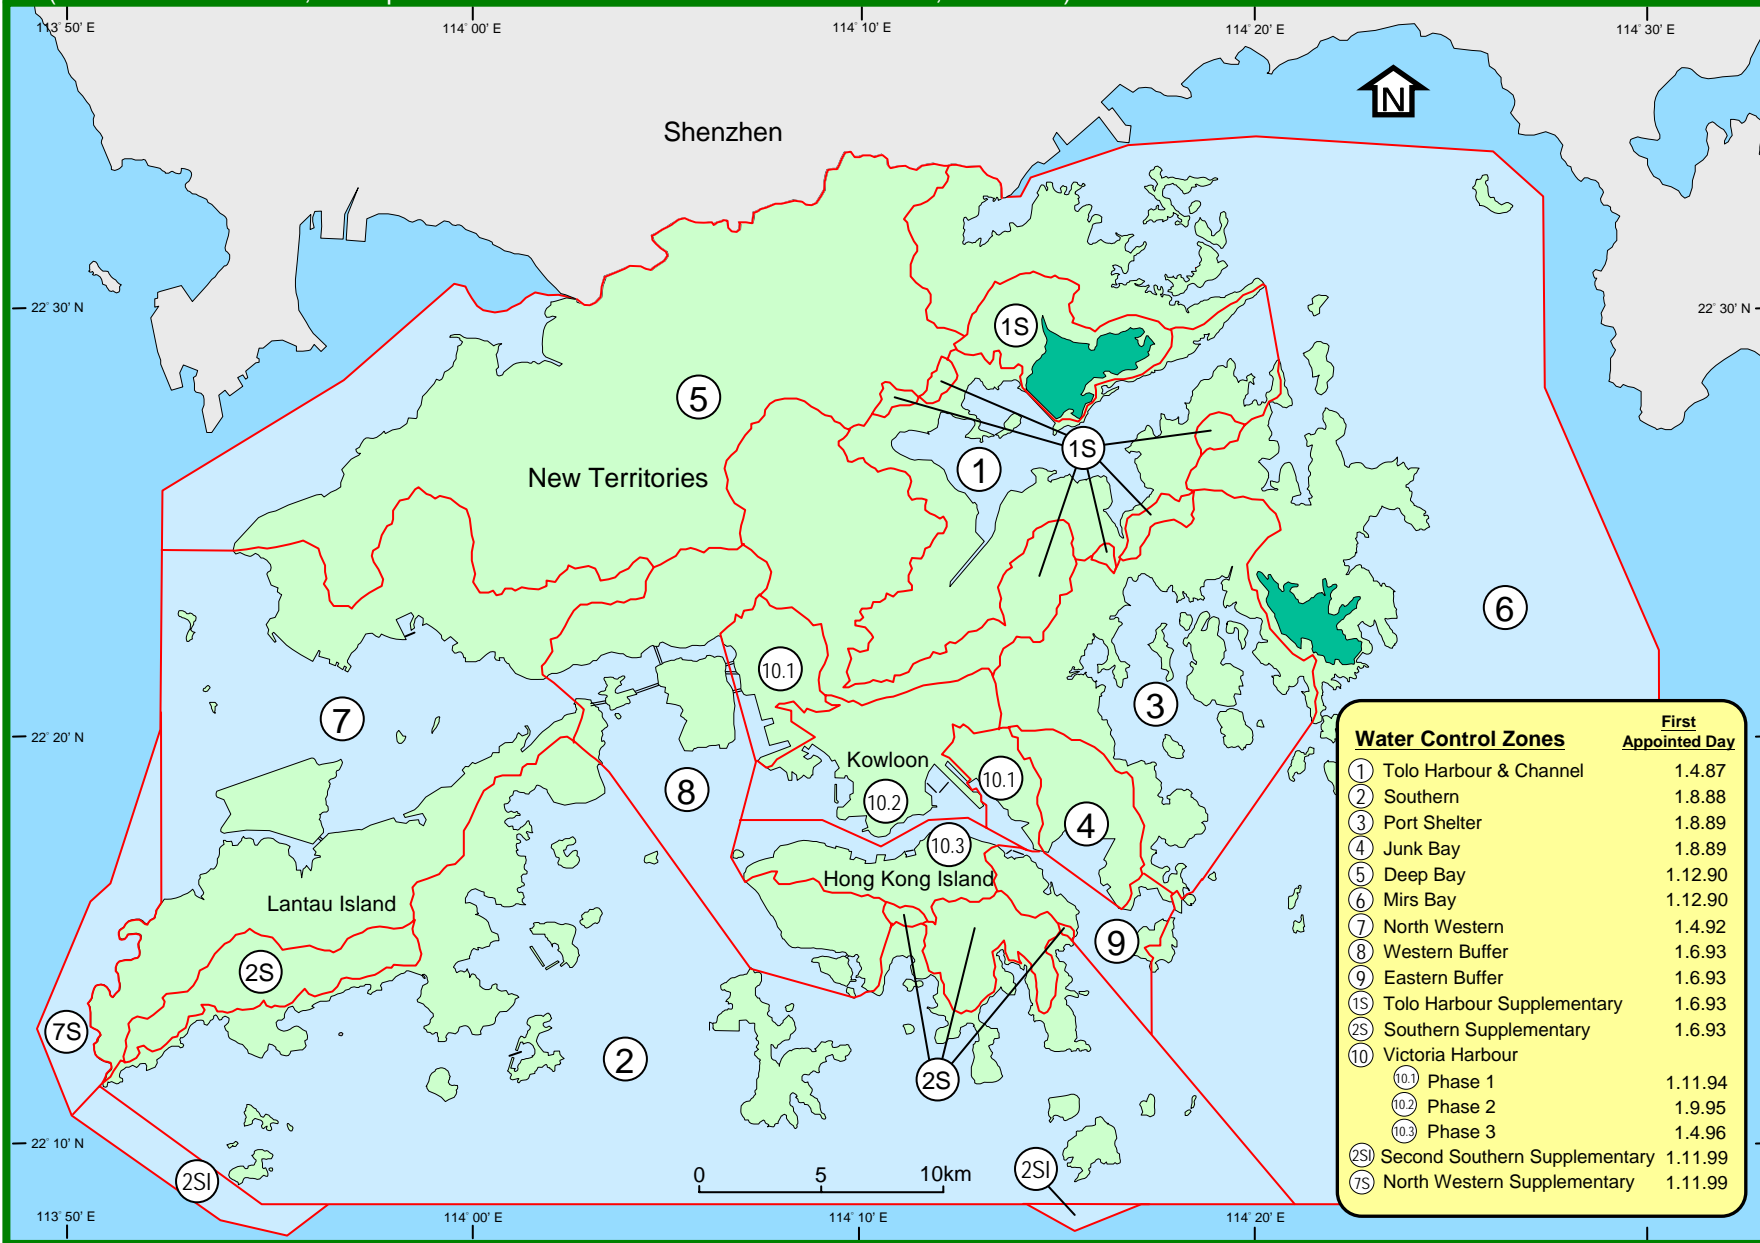 113° 50' E
114° 00' E
114° 10' E
114° 20' E
114° 30' E
N
Shenzhen
22° 30' N
22° 30' N
1S
5
1S
1
New Territories
6
10.1
3
7
22° 20' N
Kowloon
10.1
8
10.2
4
10.3
Hong Kong Island
Lantau Island
9
2S
7S
2
2S
22° 10' N
2SI
0 5 10km
2SI
113° 50' E
114° 00' E
114° 10' E
114° 20' E
Water Control Zones First Appointed Day
1 Tolo Harbour & Channel 1.4.87
2 Southern 1.8.88
3 Port Shelter 1.8.89
4 Junk Bay 1.8.89
5 Deep Bay 1.12.90
6 Mirs Bay 1.12.90
7 North Western 1.4.92
8 Western Buffer 1.6.93
9 Eastern Buffer 1.6.93
1S Tolo Harbour Supplementary 1.6.93
2S Southern Supplementary 1.6.93
10 Victoria Harbour
10.1 Phase 1 1.11.94
10.2 Phase 2 1.9.95
10.3 Phase 3 1.4.96
2SI Second Southern Supplementary 1.11.99
7S North Western Supplementary 1.11.99